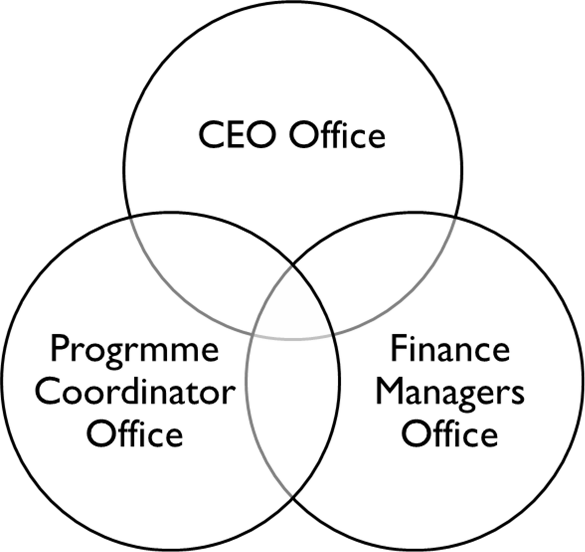 CEO Office
Progrmme
Coordinator
Office
Finance
Managers
Office